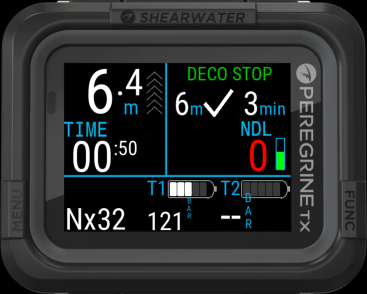 SHEARWATER
6.4 m
DECO STOP
6m 3min
TIME
00:50
NDL
0
T1 T2
Nx32
121 BAR
-- BAR
MENU
FUNC
PEREGRINE TX